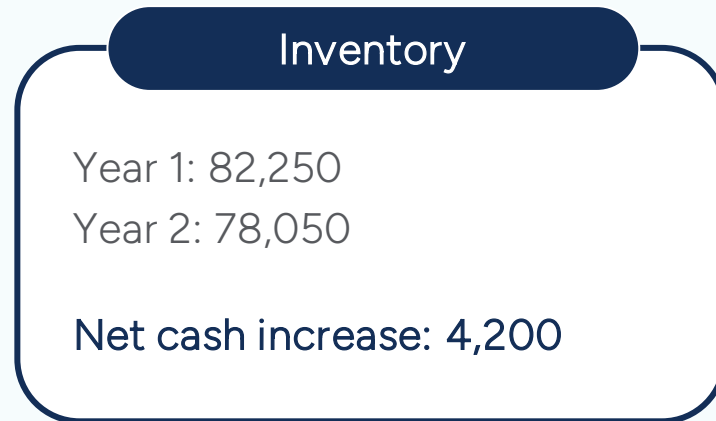 Inventory
Year 1: 82,250
Year 2: 78,050
Net cash increase: 4,200